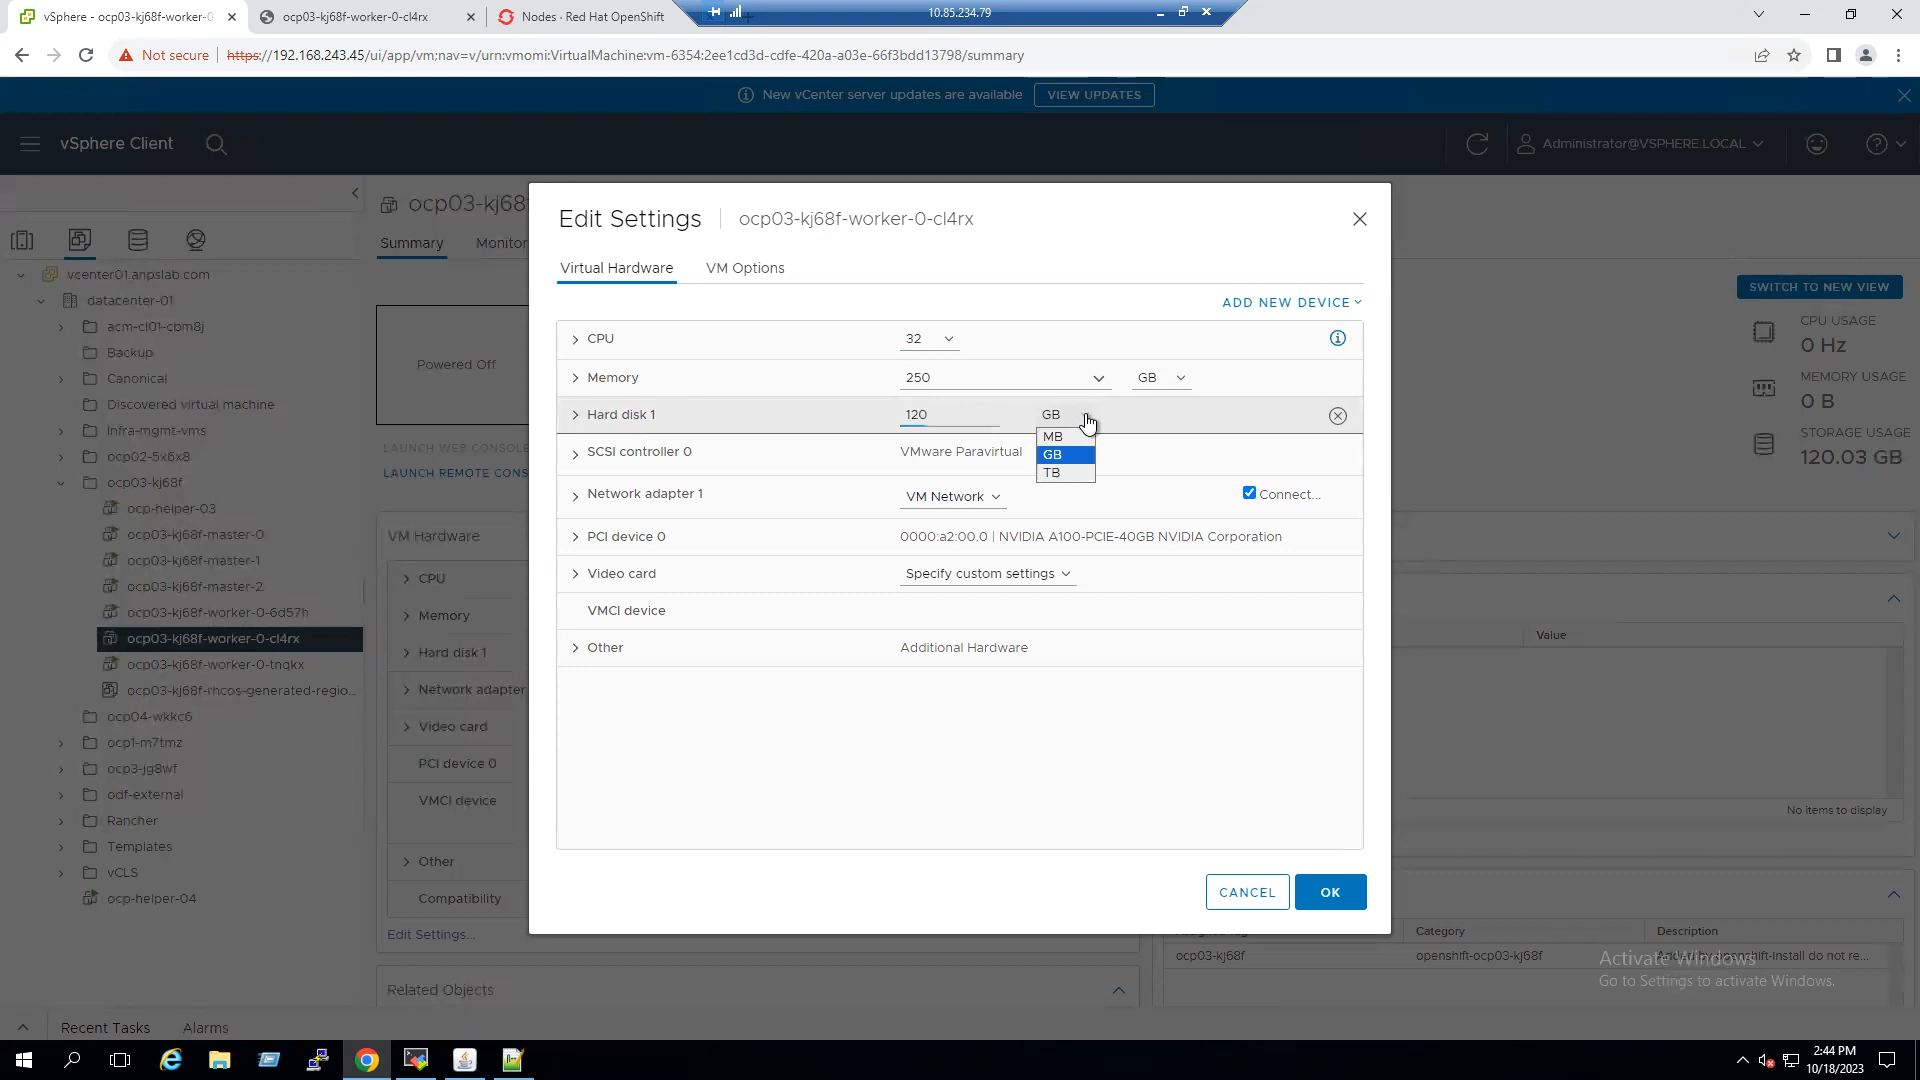 vSphere - ocp03-kj68f-worker-0-
ocp03-kj68f-worker-0-cl4rx
Nodes · Red Hat OpenShift
10.85.234.79
Not secure
https://192.168.243.45/ui/app/vm;nav=v/urn:vmomi:VirtualMachine:vm-6354:2ee1cd3d-cdfe-420a-a03e-66f3bdd13798/summary
New vCenter server updates are available
VIEW UPDATES
vSphere Client
Administrator@VSPHERE.LOCAL
ocp03-kj68f
Summary
Monitor
SWITCH TO NEW VIEW
Powered Off
LAUNCH WEB CONSOLE
LAUNCH REMOTE CONS
CPU USAGE
0 Hz
MEMORY USAGE
0 B
STORAGE USAGE
120.03 GB
vcenter01.anpslab.com
datacenter-01
acm-cl01-cbm8j
Backup
Canonical
Discovered virtual machine
Infra-mgmt-vms
ocp02-5x6x8
ocp03-kj68f
ocp-helper-03
ocp03-kj68f-master-0
ocp03-kj68f-master-1
ocp03-kj68f-master-2
ocp03-kj68f-worker-0-6d57h
ocp03-kj68f-worker-0-cl4rx
ocp03-kj68f-worker-0-tnqkx
ocp03-kj68f-rhcos-generated-regio...
ocp04-wkkc6
ocp1-m7tmz
ocp3-jg8wf
odf-external
Rancher
Templates
vCLS
ocp-helper-04
VM Hardware
CPU
Memory
Hard disk 1
Network adapter
Video card
PCI device 0
VMCI device
Other
Compatibility
Edit Settings...
Related Objects
Edit Settings
ocp03-kj68f-worker-0-cl4rx
Virtual Hardware
VM Options
ADD NEW DEVICE
CPU
32
Memory
250
GB
Hard disk 1
120
GB
MB
GB
TB
SCSI controller 0
VMware Paravirtual
Network adapter 1
VM Network
Connect...
PCI device 0
0000:a2:00.0 | NVIDIA A100-PCIE-40GB NVIDIA Corporation
Video card
Specify custom settings
VMCI device
Other
Additional Hardware
CANCEL
OK
Value
No items to display
Category
Description
ocp03-kj68f
openshift-ocp03-kj68f
Added by openshift-install do not re...
Activate Windows
Go to Settings to activate Windows.
Recent Tasks
Alarms
2:44 PM
10/18/2023